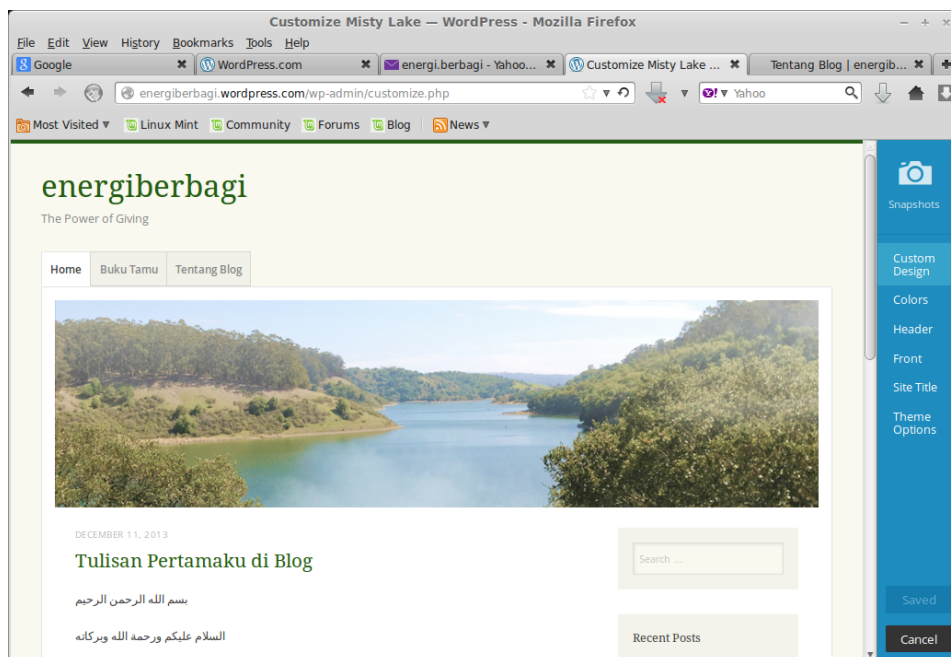 Customize Misty Lake — WordPress - Mozilla Firefox
File Edit View History Bookmarks Tools Help
Google
WordPress.com
energi.berbagi - Yahoo...
Customize Misty Lake ...
Tentang Blog | energib...
energiberbagi.wordpress.com/wp-admin/customize.php
Yahoo
Most Visited
Linux Mint
Community
Forums
Blog
News
energiberbagi
The Power of Giving
Home
Buku Tamu
Tentang Blog
DECEMBER 11, 2013
Tulisan Pertamaku di Blog
بسم الله الرحمن الرحيم
السلام عليكم ورحمة الله وبركاته
Search ...
Recent Posts
Snapshots
Custom
Design
Colors
Header
Front
Site Title
Theme
Options
Saved
Cancel